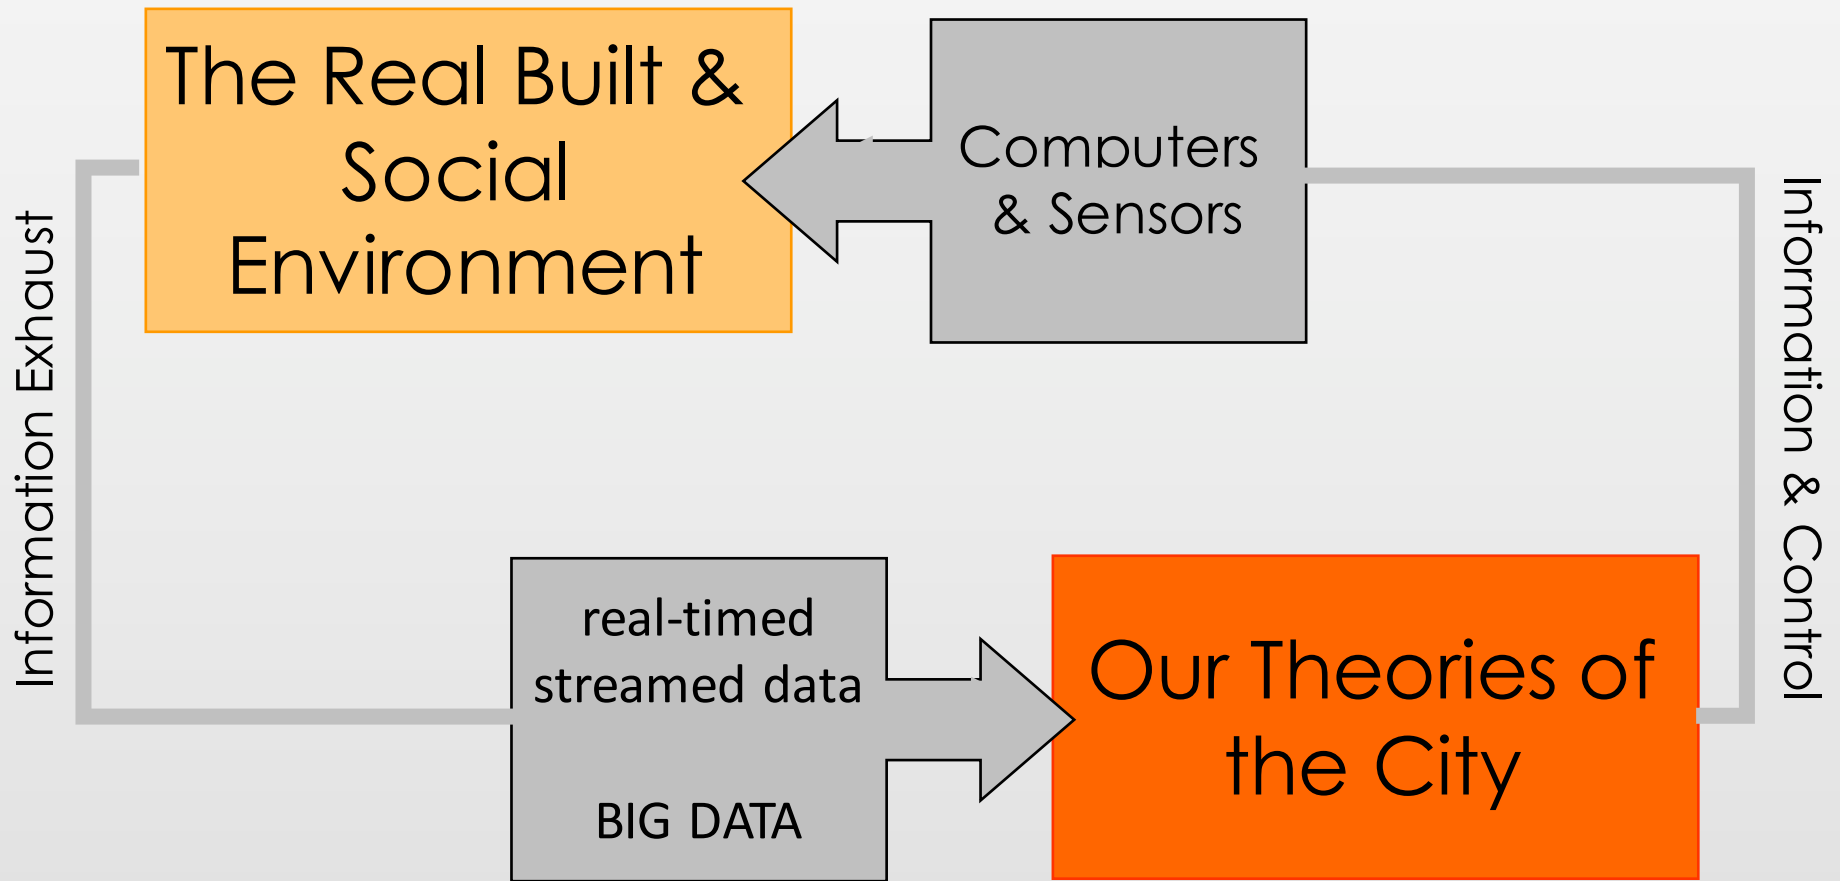 The Real Built &
Social
Environment
Computers
& Sensors
Information Exhaust
Information & Control
real-timed
streamed data
BIG DATA
Our Theories of
the City